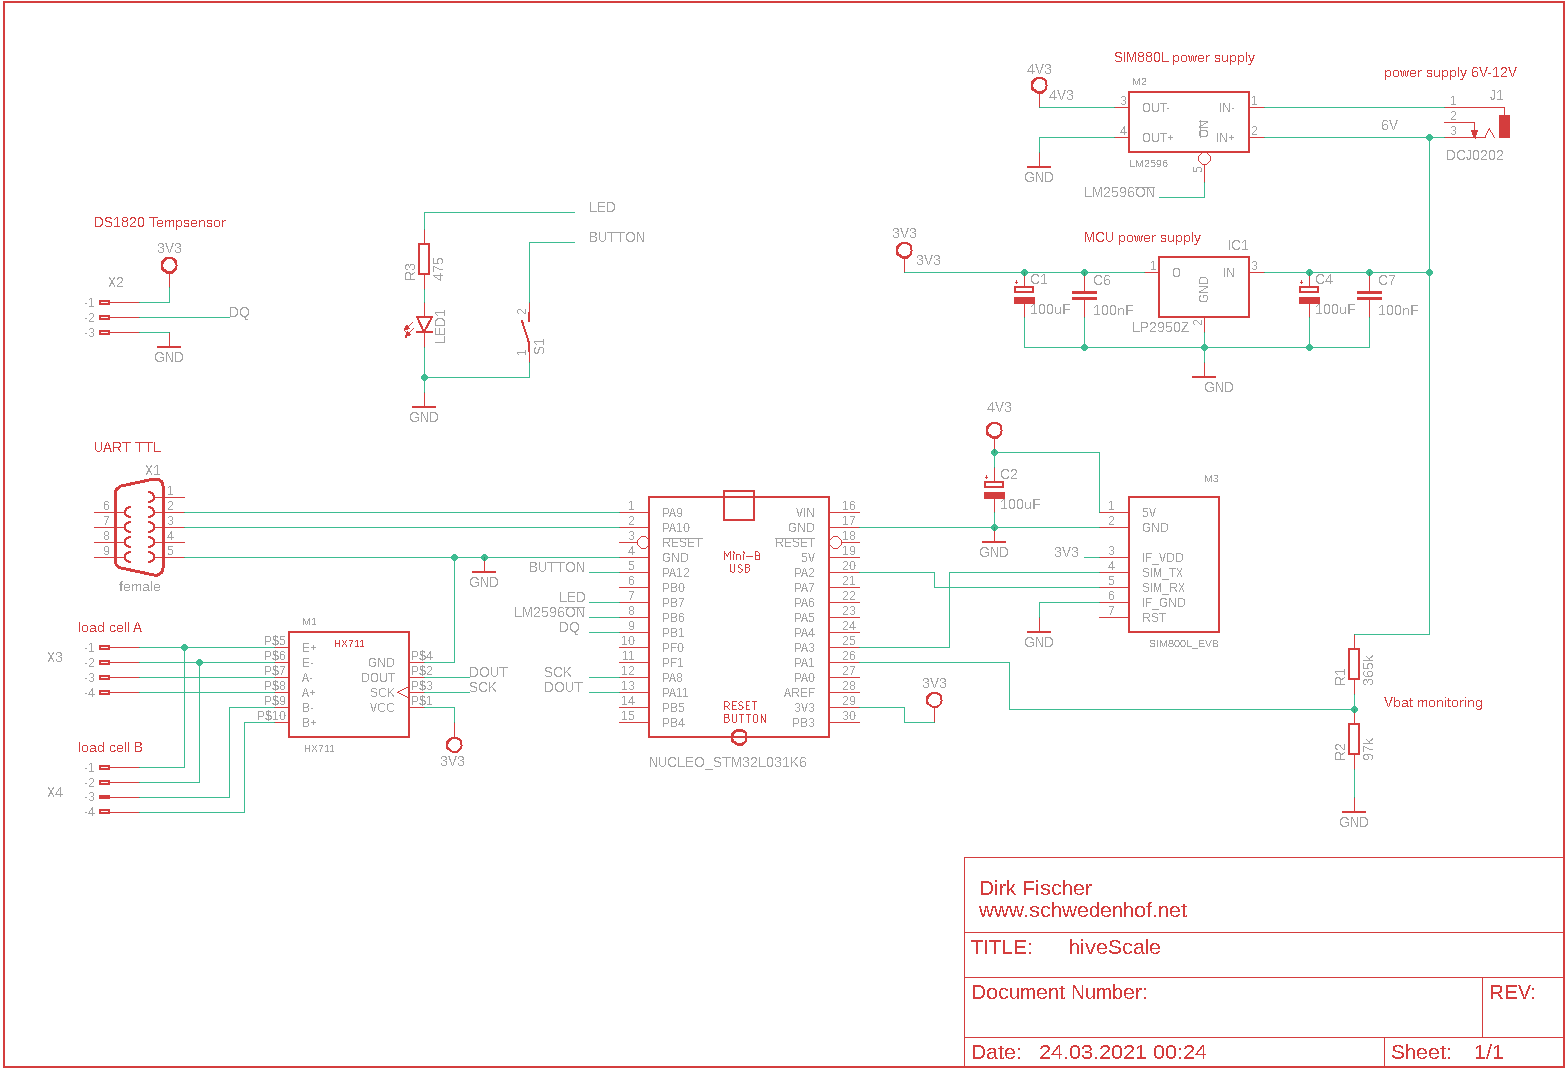 SIM880L power supply
4V3
4V3
M2
3 OUT- IN- 1
4 OUT+ ON IN+ 2
LM2596
5
GND
LM2596ON
power supply 6V-12V
J1
1
2
3
6V
DCJ0202
MCU power supply
3V3
3V3
IC1
1 O IN 3
GND
2
LP2950Z
C1
100uF
C6
100nF
C4
100uF
C7
100nF
GND
DS1820 Tempsensor
3V3
X2
-1
-2
-3
DQ
GND
LED
BUTTON
R3
475
LED1
2
1
S1
GND
UART TTL
X1
1
6 2
7 3
8 4
9 5
female
GND
load cell A
X3
-1
-2
-3
-4
load cell B
X4
-1
-2
-3
-4
M1
HX711
P$5 E+
P$6 E- GND P$4
P$7 A- DOUT P$2 DOUT
P$8 A+ SCK P$3 SCK
P$9 B- VCC P$1
P$10 B+
HX711
3V3
1 PA9 VIN 16
2 PA10 GND 17
3 RESET RESET 18
4 GND 5V 19
BUTTON 5 PA12 PA2 20
6 PB0 PA7 21
LED 7 PB7 PA6 22
LM2596ON 8 PB6 PA5 23
DQ 9 PB1 PA4 24
10 PF0 PA3 25
11 PF1 PA1 26
SCK 12 PA8 PA0 27
DOUT 13 PA11 AREF 28
14 PB5 3V3 29
15 PB4 PB3 30
Mini-B
USB
RESET
BUTTON
NUCLEO_STM32L031K6
3V3
4V3
C2
100uF
GND
M3
1 5V
2 GND
3V3 3 IF_VDD
4 SIM_TX
5 SIM_RX
6 IF_GND
7 RST
GND
SIM800L_EVB
R1
365k
Vbat monitoring
R2
97k
GND
Dirk Fischer
www.schwedenhof.net
TITLE: hiveScale
Document Number:
REV:
Date: 24.03.2021 00:24
Sheet: 1/1